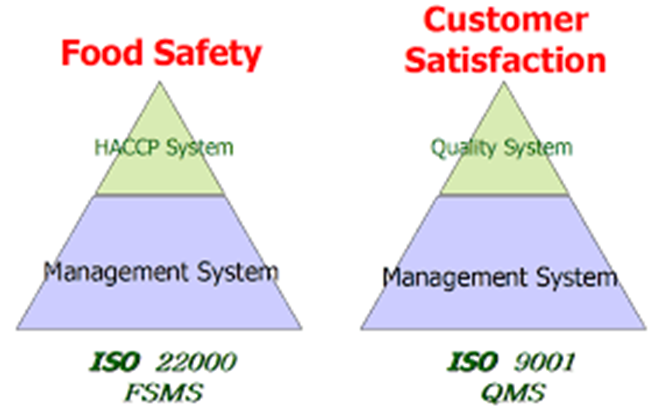 Food Safety
HACCP System
Management System
ISO 22000
FSMS
Customer
Satisfaction
Quality System
Management System
ISO 9001
QMS